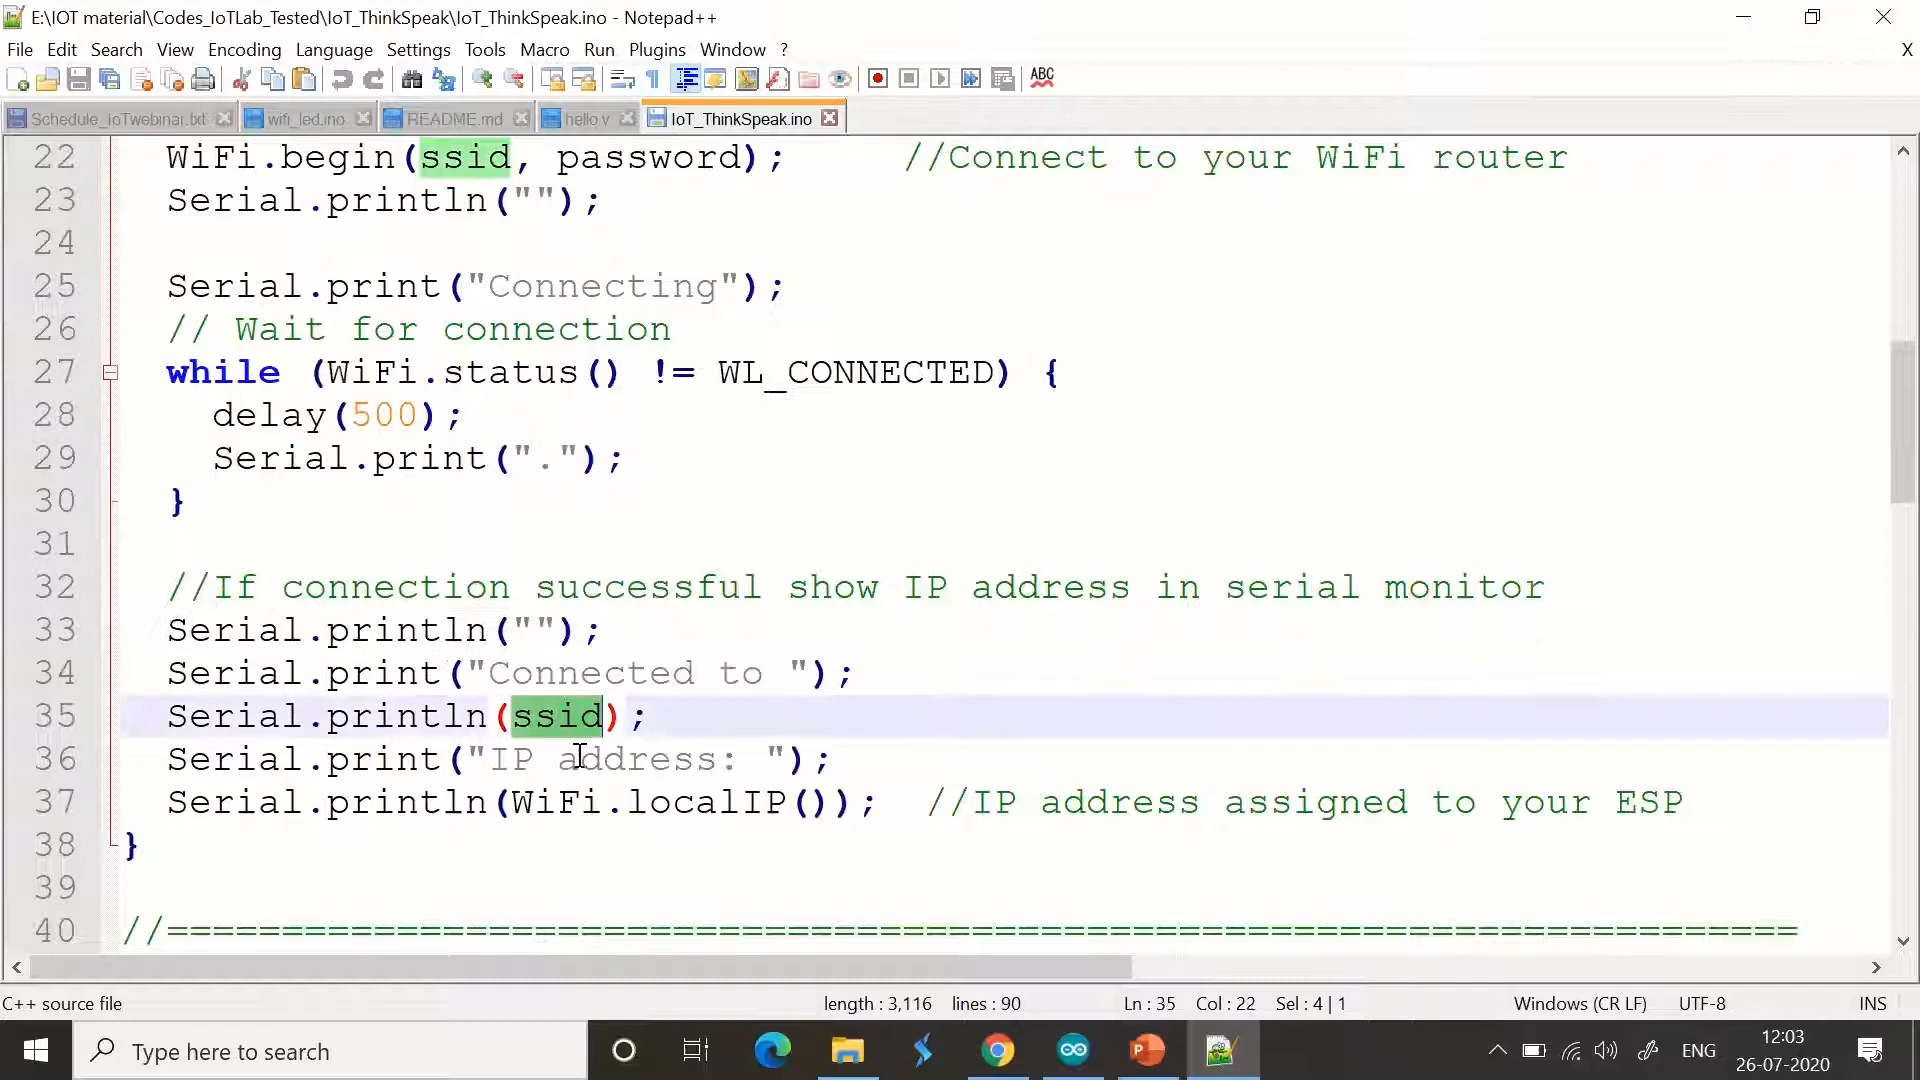 E:\IOT material\Codes_IoTLab_Tested\IoT_ThinkSpeak\IoT_ThinkSpeak.ino - Notepad++
File Edit Search View Encoding Language Settings Tools Macro Run Plugins Window ? X
ABC
Schedule_IoTwebinar.txt wifi_led.ino README.md hello.v IoT_ThinkSpeak.ino
22 WiFi.begin(ssid, password); //Connect to your WiFi router
23 Serial.println("");
24
25 Serial.print("Connecting");
26 // Wait for connection
27 while (WiFi.status() != WL_CONNECTED) {
28 delay(500);
29 Serial.print(".");
30 }
31
32 //If connection successful show IP address in serial monitor
33 Serial.println("");
34 Serial.print("Connected to ");
35 Serial.println(ssid);
36 Serial.print("IP address: ");
37 Serial.println(WiFi.localIP()); //IP address assigned to your ESP
38 }
39
40 //=======================================================================
C++ source file length : 3,116 lines : 90 Ln : 35 Col : 22 Sel : 4 | 1 Windows (CR LF) UTF-8 INS
Type here to search ENG 12:03
26-07-2020